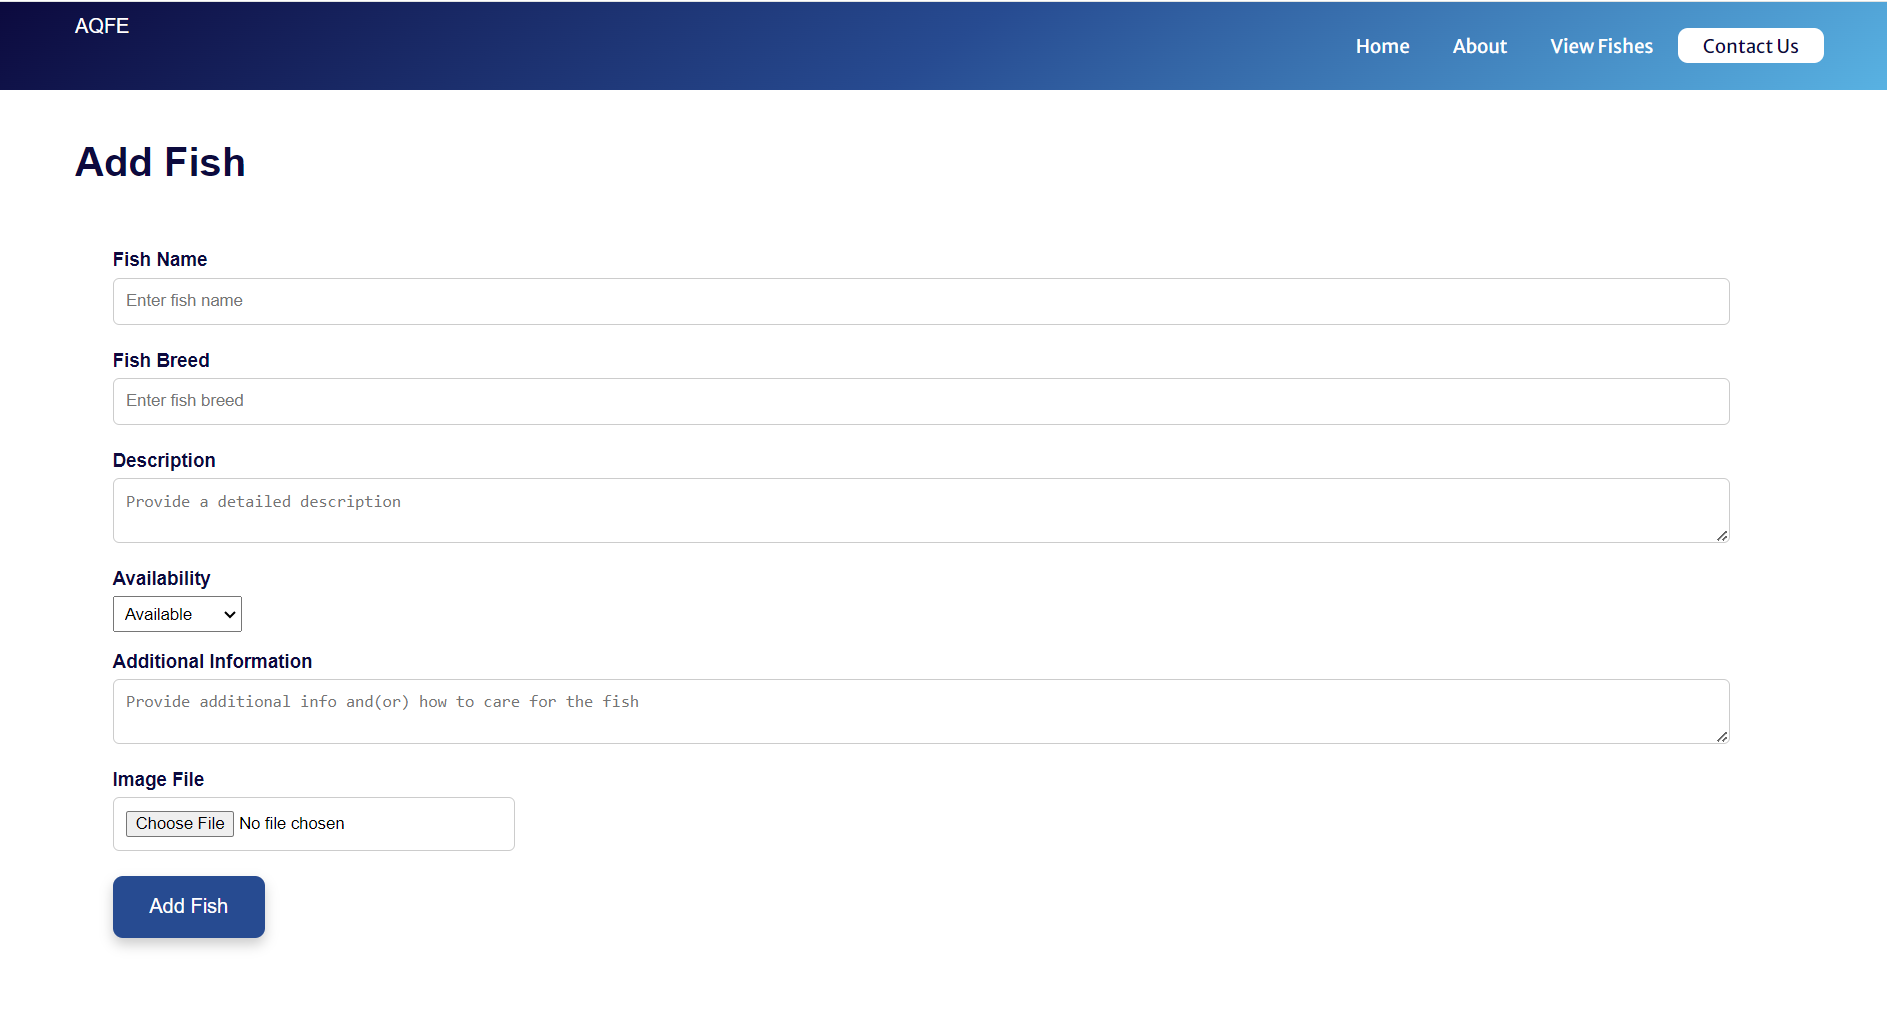 AQFE
Home About View Fishes Contact Us
Add Fish
Fish Name
Enter fish name
Fish Breed
Enter fish breed
Description
Provide a detailed description
Availability
Available
Additional Information
Provide additional info and(or) how to care for the fish
Image File
Choose File No file chosen
Add Fish